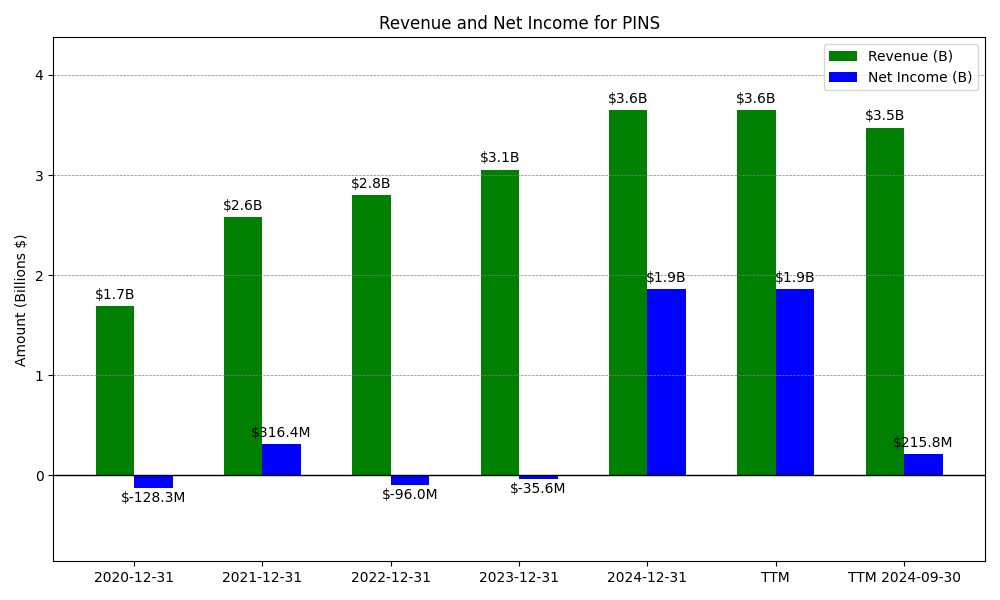 Revenue and Net Income for PINS
Revenue (B)
Net Income (B)
Amount (Billions $)
4
3
2
1
0
$1.7B
$-128.3M
$2.6B
$316.4M
$2.8B
$-96.0M
$3.1B
$-35.6M
$3.6B
$1.9B
$3.6B
$1.9B
$3.5B
$215.8M
2020-12-31
2021-12-31
2022-12-31
2023-12-31
2024-12-31
TTM
TTM 2024-09-30